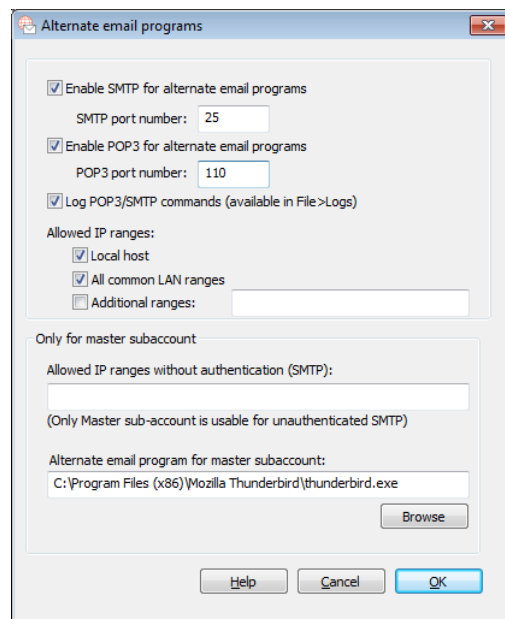 Alternate email programs
Enable SMTP for alternate email programs
SMTP port number: 25
Enable POP3 for alternate email programs
POP3 port number: 110
Log POP3/SMTP commands (available in File>Logs)
Allowed IP ranges:
Local host
All common LAN ranges
Additional ranges:
Only for master subaccount
Allowed IP ranges without authentication (SMTP):
(Only Master sub-account is usable for unauthenticated SMTP)
Alternate email program for master subaccount:
C:\Program Files (x86)\Mozilla Thunderbird\thunderbird.exe
Browse
Help Cancel OK